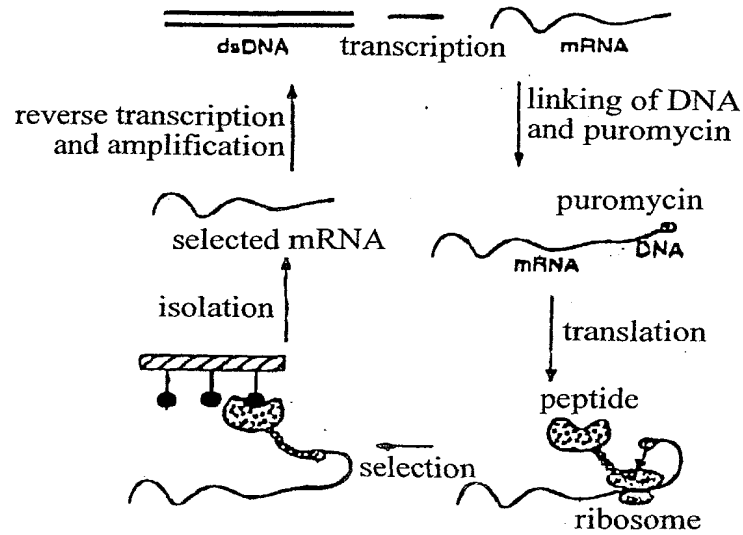 dsDNA
transcription
mRNA
reverse transcription
and amplification
linking of DNA
and puromycin
puromycin
selected mRNA
mRNA
DNA
isolation
translation
peptide
selection
ribosome